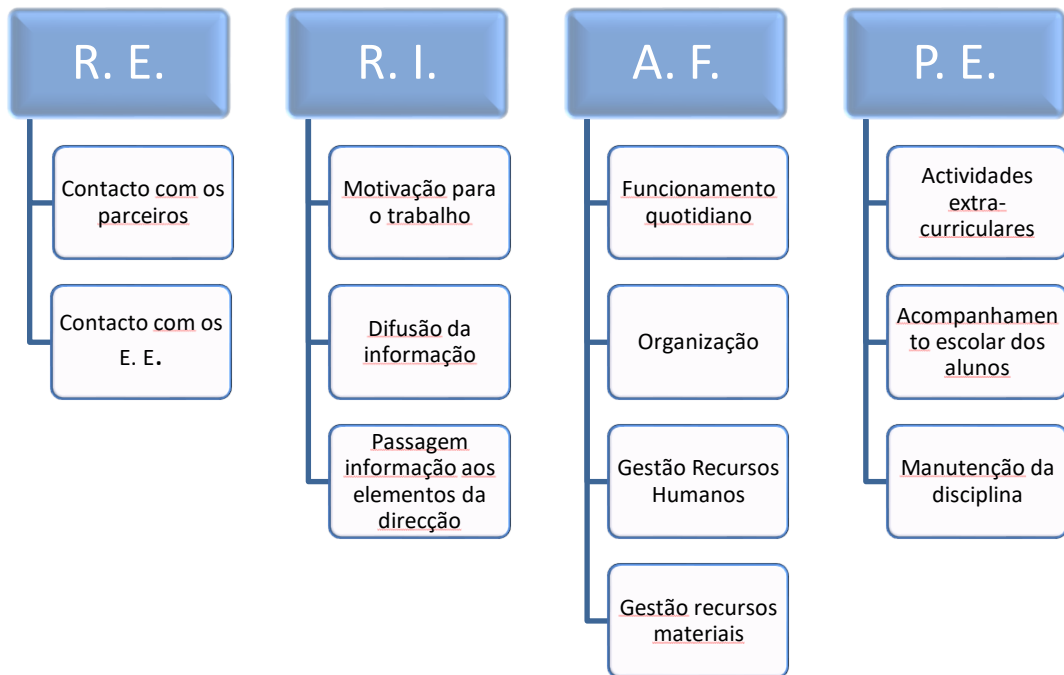 R. E.
Contacto com os
parceiros
Contacto com os
E. E.
R. I.
Motivação para
o trabalho
Difusão da
informação
Passagem
informação aos
elementos da
direcção
A. F.
Funcionamento
quotidiano
Organização
Gestão Recursos
Humanos
Gestão recursos
materiais
P. E.
Actividades
extra-
curriculares
Acompanhamen
to escolar dos
alunos
Manutenção da
disciplina